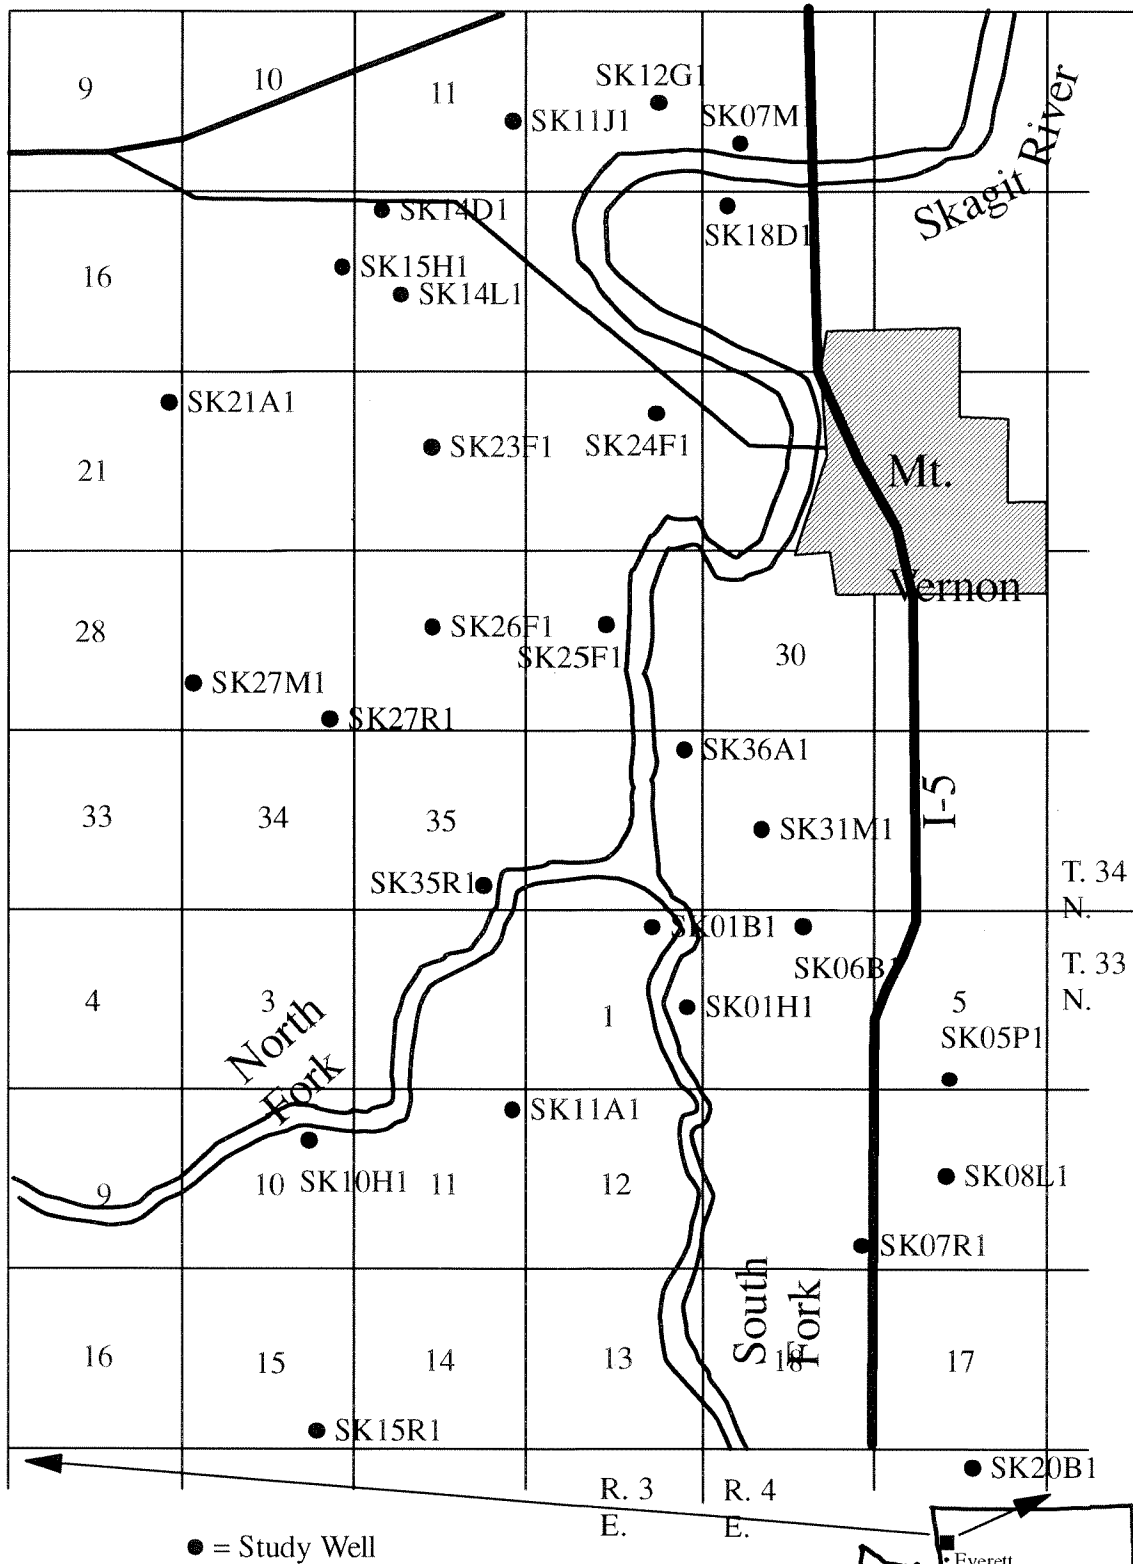 9
10
11
SK12G1
SK11J1
SK07M1
Skagit River
SK14D1
SK18D1
16
SK15H1
SK14L1
SK21A1
SK23F1
SK24F1
21
Mt.
Vernon
28
SK26F1
SK25F1
30
SK27M1
SK27R1
SK36A1
33
34
35
SK31M1
I-5
SK35R1
T. 34
N.
SK01B1
SK06B1
T. 33
N.
4
3
1
SK01H1
5
SK05P1
North
Fork
SK11A1
9
10
SK10H1
11
12
SK08L1
SK07R1
South
Fork
16
15
14
13
18
17
SK15R1
SK20B1
R. 3
E.
R. 4
E.
= Study Well
Everett